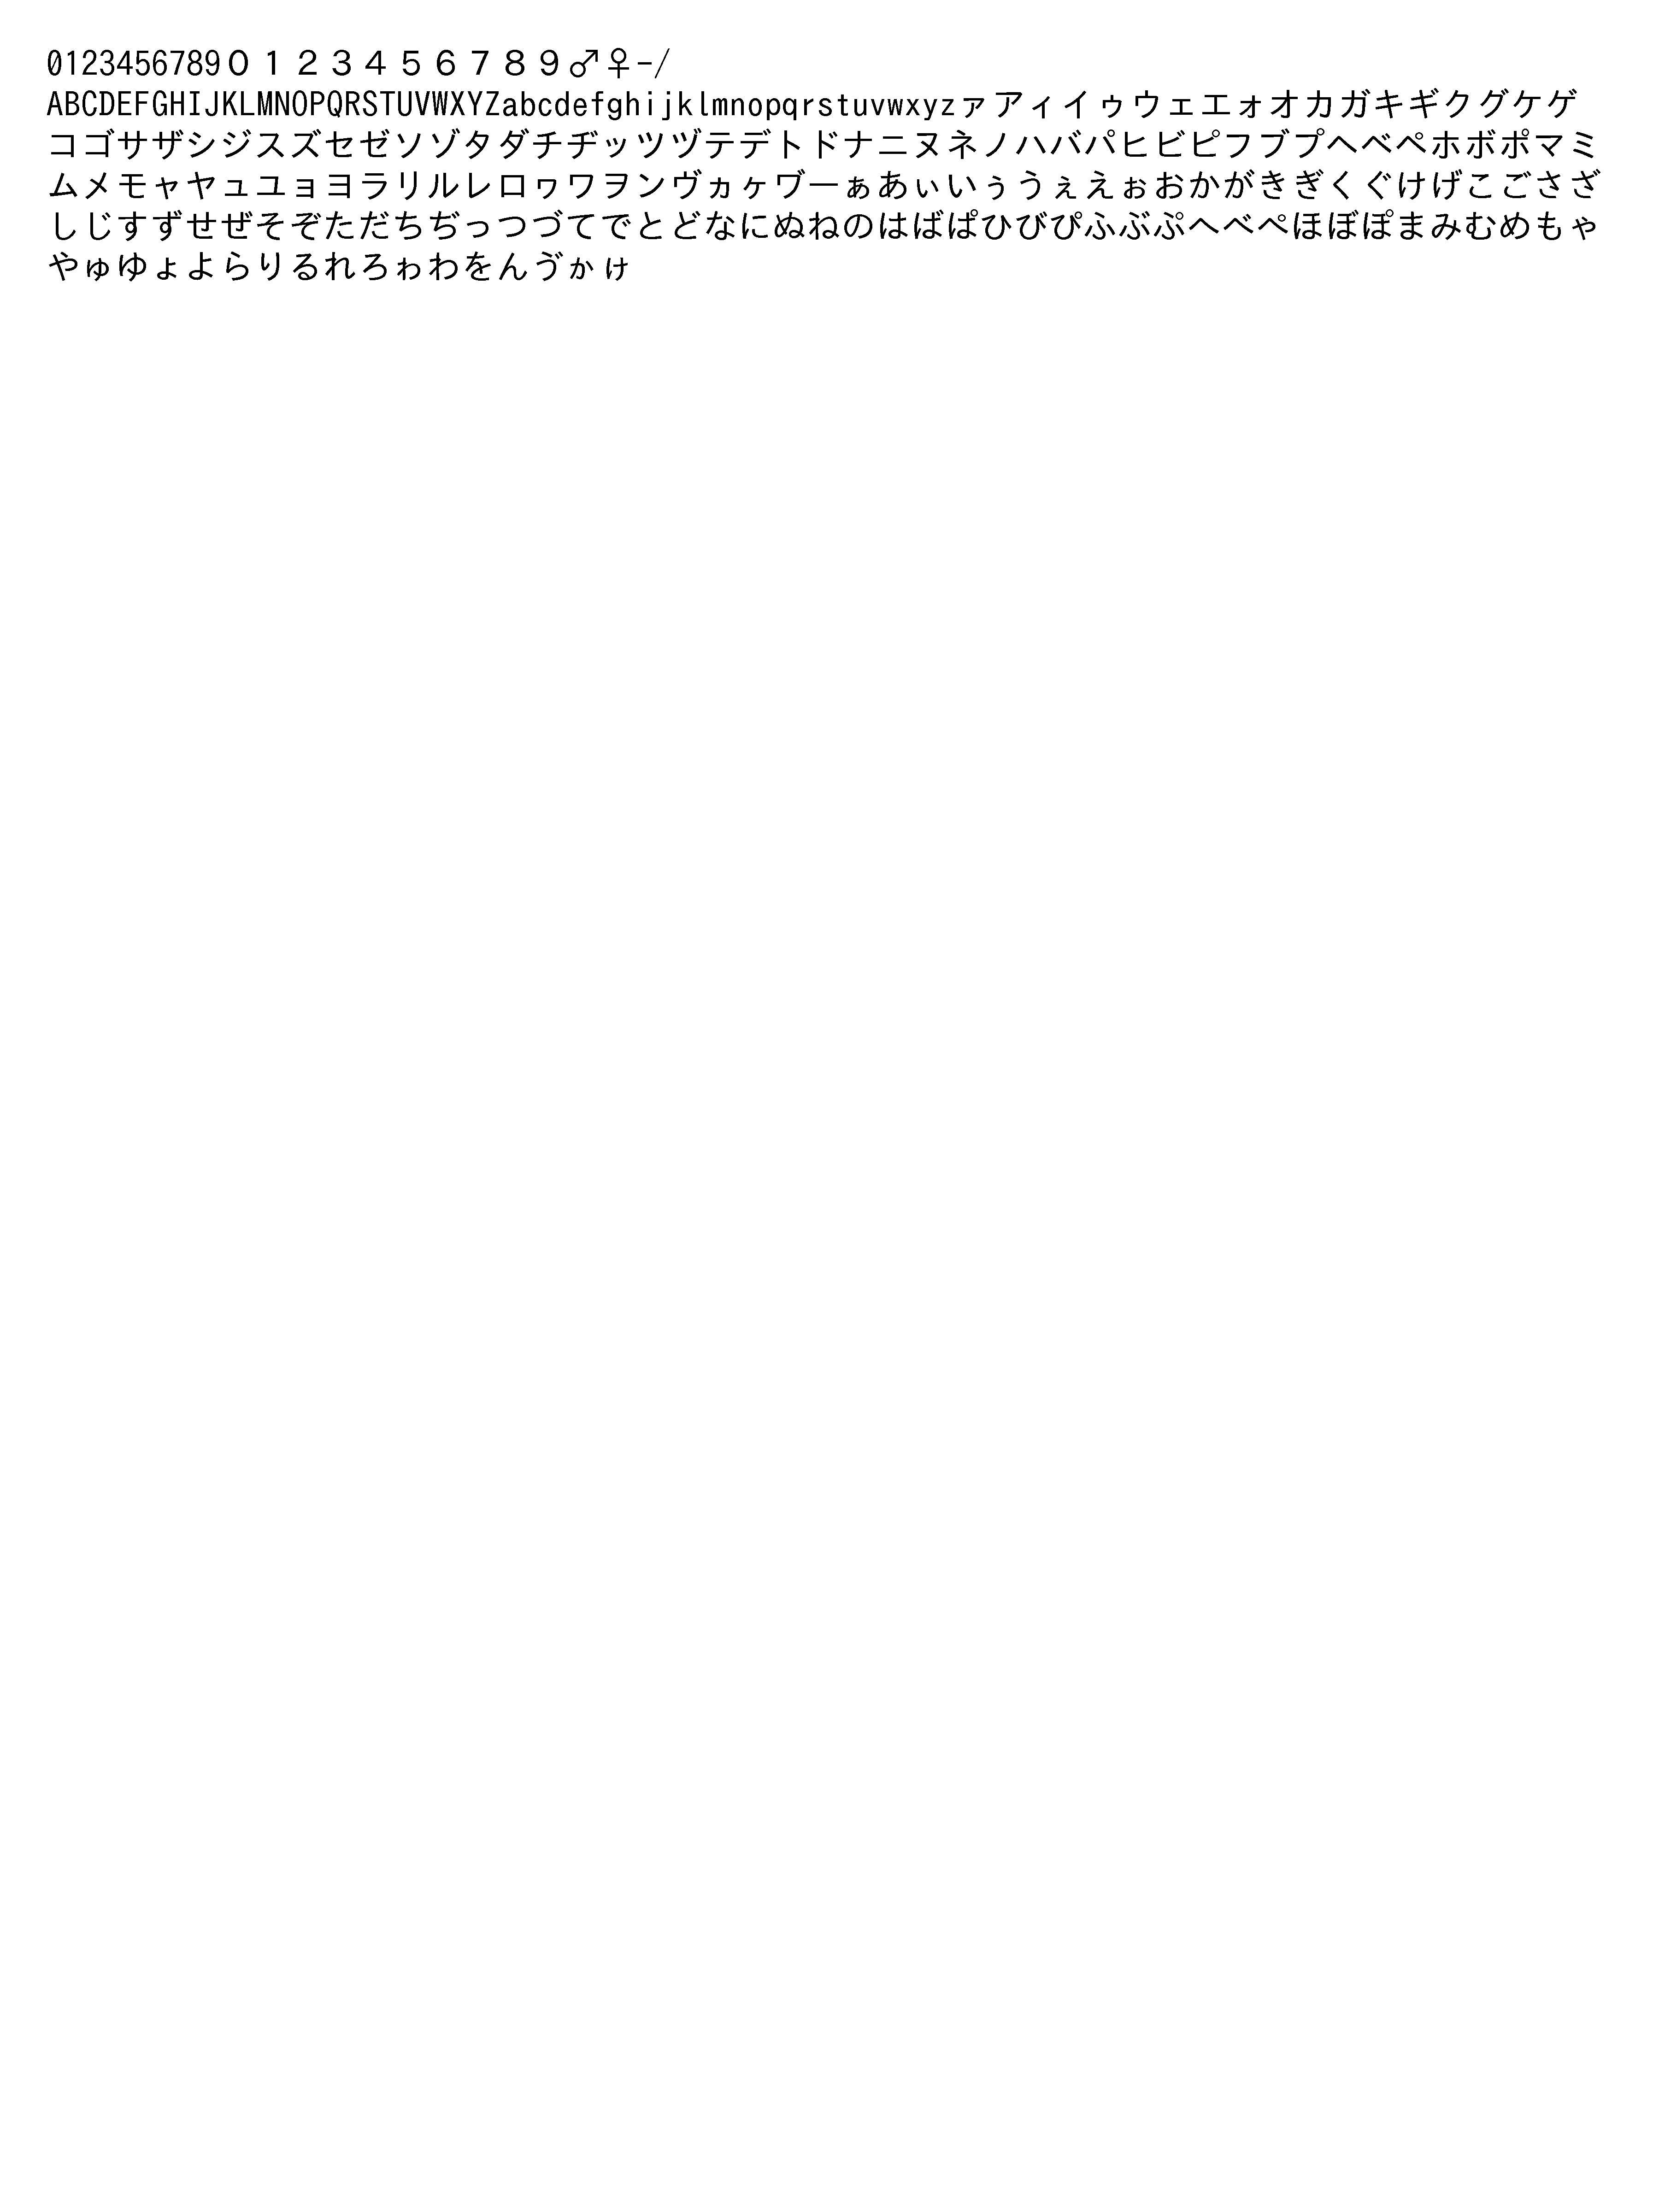 0123456789０１２３４５６７８９♂♀-/
ABCDEFGHIJKLMNOPQRSTUVWXYZabcdefghijklmnopqrstuvwxyzァアィイゥウェエォオカガキギクグケゲ
コゴサザシジスズセゼソゾタダチヂッツヅテデトドナニヌネノハバパヒビピフブプヘベペホボポマミ
ムメモャヤュユョヨラリルレロヮワヲンヴヵヶヷーぁあぃいぅうぇえぉおかがきぎくぐけげこごさざ
しじすずせぜそぞただちぢっつづてでとどなにぬねのはばぱひびぴふぶぷへべぺほぼぽまみむめもゃ
やゅゆょよらりるれろゎわをんゔゕゖ